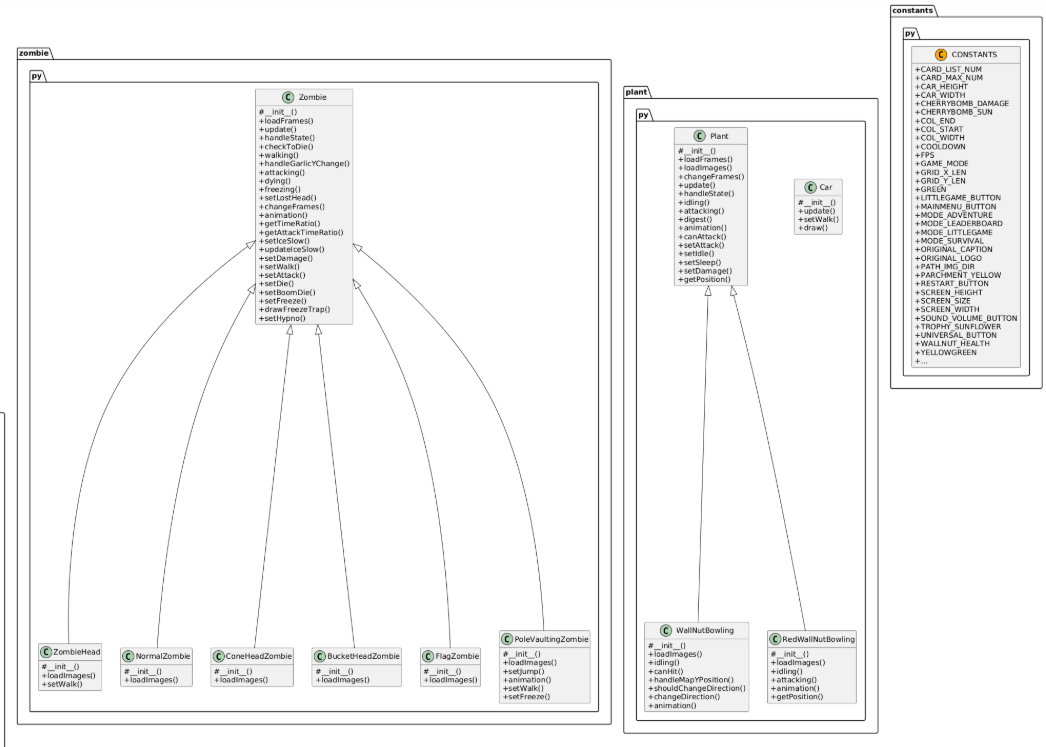 zombie
py
C Zombie
#__init__()
+loadFrames()
+update()
+handleState()
+checkToDie()
+walking()
+handleGarlicYChange()
+attacking()
+dying()
+freezing()
+setLostHead()
+changeFrames()
+animation()
+getTimeRatio()
+getAttackTimeRatio()
+setIceSlow()
+updateIceSlow()
+setDamage()
+setWalk()
+setAttack()
+setDie()
+setBoomDie()
+setFreeze()
+drawFreezeTrap()
+setHypno()
C ZombieHead
#__init__()
+loadImages()
+setWalk()
C NormalZombie
#__init__()
+loadImages()
C ConeHeadZombie
#__init__()
+loadImages()
C BucketHeadZombie
#__init__()
+loadImages()
C FlagZombie
#__init__()
+loadImages()
C PoleVaultingZombie
#__init__()
+loadImages()
+setJump()
+animation()
+setWalk()
+setFreeze()
plant
py
C Plant
#__init__()
+loadFrames()
+loadImages()
+changeFrames()
+update()
+handleState()
+idling()
+attacking()
+digest()
+animation()
+canAttack()
+setAttack()
+setIdle()
+setSleep()
+setDamage()
+getPosition()
C Car
#__init__()
+update()
+setWalk()
+draw()
C WallNutBowling
#__init__()
+loadImages()
+idling()
+canHit()
+handleMapYPosition()
+shouldChangeDirection()
+changeDirection()
+animation()
C RedWallNutBowling
#__init__()
+loadImages()
+idling()
+attacking()
+animation()
+getPosition()
constants
py
C CONSTANTS
+CARD_LIST_NUM
+CARD_MAX_NUM
+CAR_HEIGHT
+CAR_WIDTH
+CHERRYBOMB_DAMAGE
+CHERRYBOMB_SUN
+COL_END
+COL_START
+COL_WIDTH
+COOLDOWN
+FPS
+GAME_MODE
+GRID_X_LEN
+GRID_Y_LEN
+GREEN
+LITTLEGAME_BUTTON
+MAINMENU_BUTTON
+MODE_ADVENTURE
+MODE_LEADERBOARD
+MODE_LITTLEGAME
+MODE_SURVIVAL
+ORIGINAL_CAPTION
+ORIGINAL_LOGO
+PATH_IMG_DIR
+PARCHMENT_YELLOW
+RESTART_BUTTON
+SCREEN_HEIGHT
+SCREEN_SIZE
+SCREEN_WIDTH
+SOUND_VOLUME_BUTTON
+TROPHY_SUNFLOWER
+UNIVERSAL_BUTTON
+WALLNUT_HEALTH
+YELLOWGREEN
+...